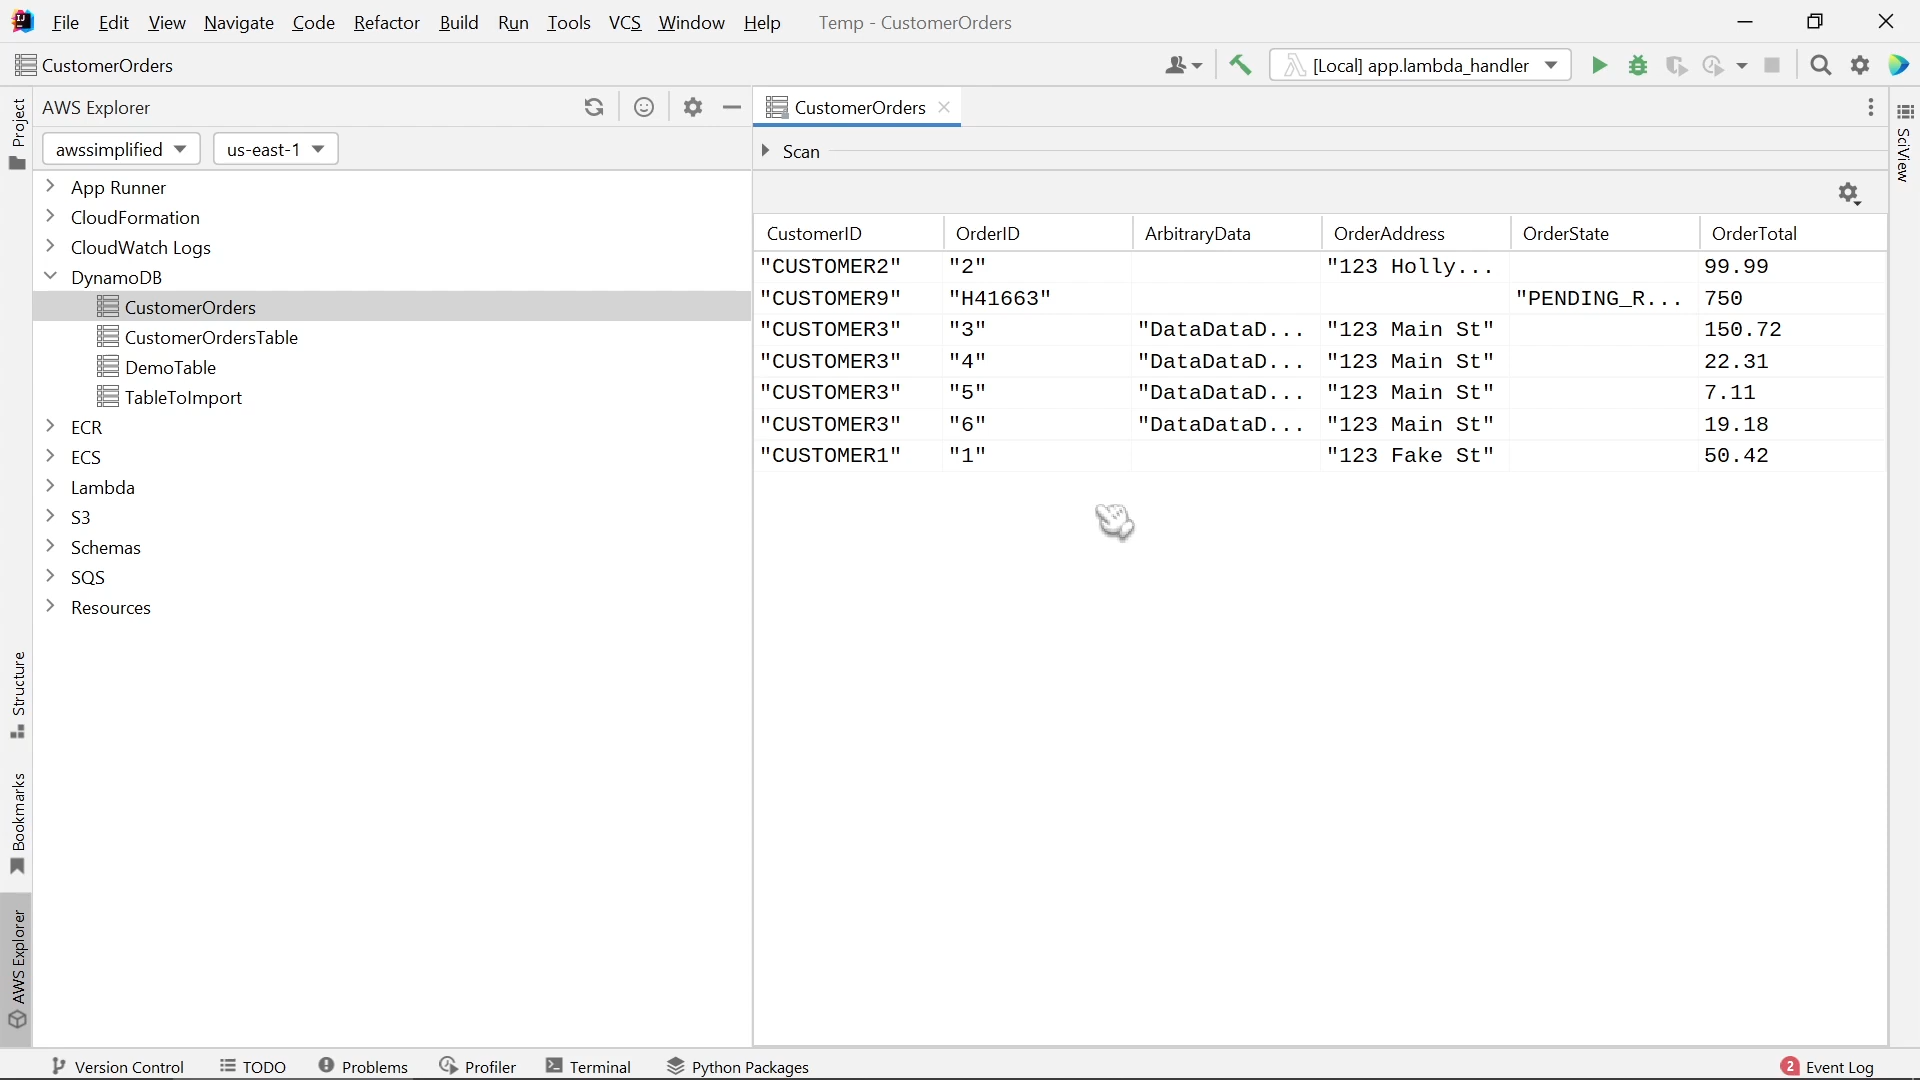 File Edit View Navigate Code Refactor Build Run Tools VCS Window Help Temp - CustomerOrders
CustomerOrders [Local] app.lambda_handler
AWS Explorer
CustomerOrders
awssimplified us-east-1
Scan
App Runner
CloudFormation
CloudWatch Logs
DynamoDB
CustomerOrders
CustomerOrdersTable
DemoTable
TableToImport
ECR
ECS
Lambda
S3
Schemas
SQS
Resources
CustomerID OrderID ArbitraryData OrderAddress OrderState OrderTotal
"CUSTOMER2" "2" "123 Holly... 99.99
"CUSTOMER9" "H41663" "PENDING_R... 750
"CUSTOMER3" "3" "DataDataD... "123 Main St" 150.72
"CUSTOMER3" "4" "DataDataD... "123 Main St" 22.31
"CUSTOMER3" "5" "DataDataD... "123 Main St" 7.11
"CUSTOMER3" "6" "DataDataD... "123 Main St" 19.18
"CUSTOMER1" "1" "123 Fake St" 50.42
Project
Structure
Bookmarks
AWS Explorer
SciView
Version Control TODO Problems Profiler Terminal Python Packages 2 Event Log